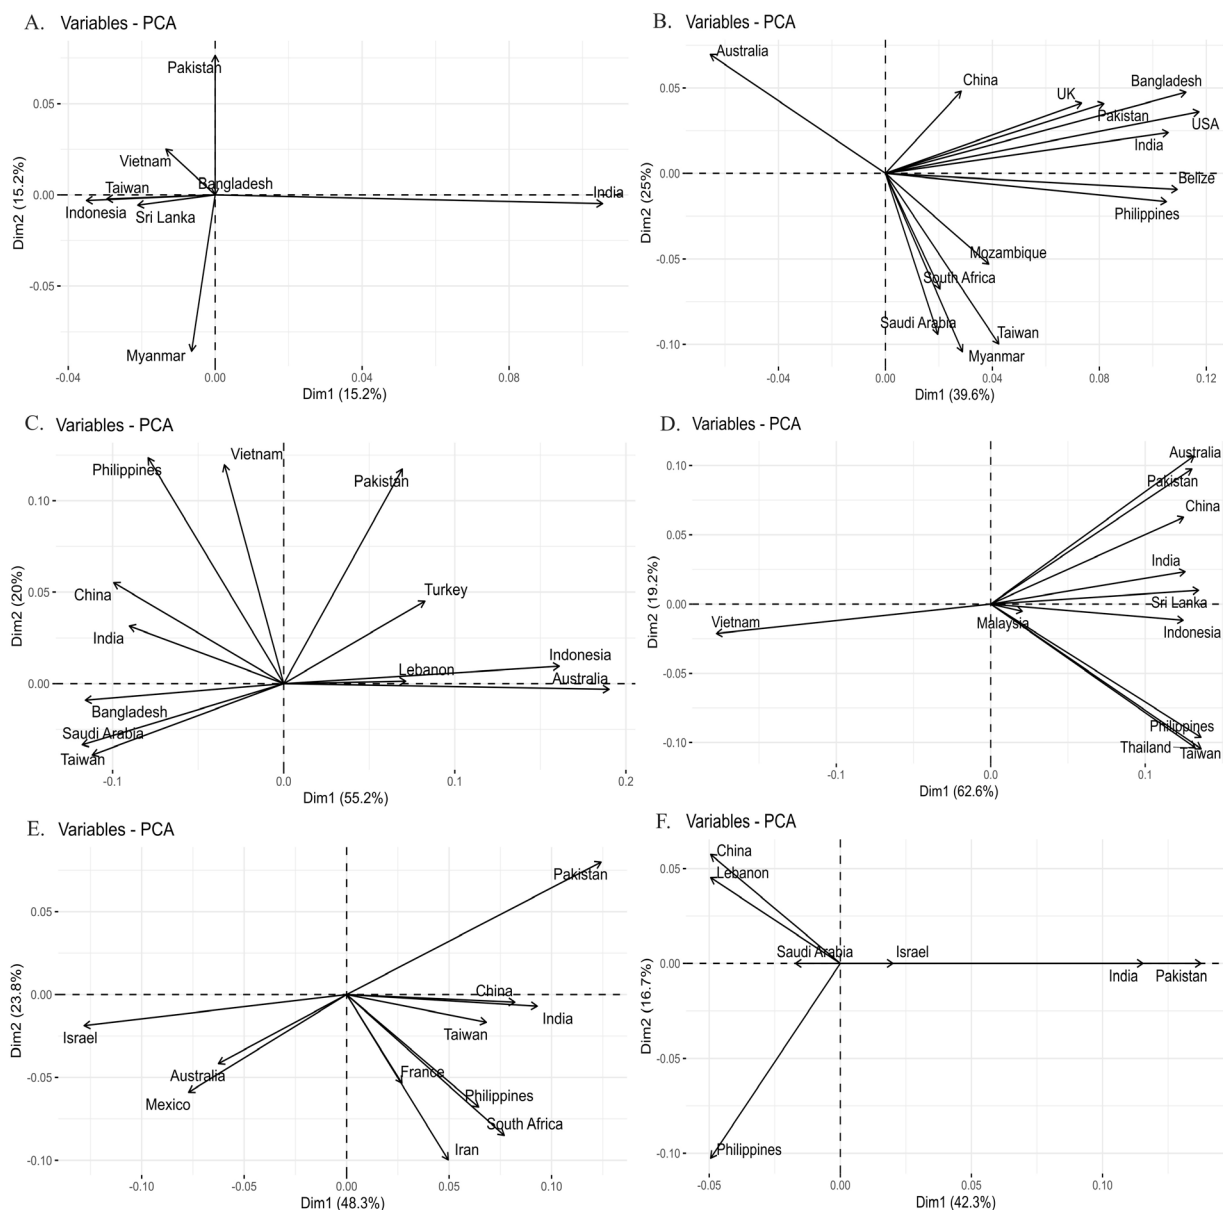 A. Variables - PCA
Pakistan
0.05
Vietnam
Bangladesh
Taiwan
India
0.00
Indonesia
Sri Lanka
Dim2 (15.2%)
-0.05
Myanmar
-0.04 0.00 0.04 0.08
Dim1 (15.2%)
B. Variables - PCA
Australia
China
Bangladesh
UK
0.05
Pakistan
USA
India
0.00
Belize
Philippines
Dim2 (25%)
Mozambique
-0.05
South Africa
Saudi Arabia
Taiwan
-0.10
Myanmar
-0.04 0.00 0.04 0.08 0.12
Dim1 (39.6%)
C. Variables - PCA
Vietnam
Philippines
Pakistan
0.10
China
Turkey
0.05
Dim2 (20%)
India
Indonesia
Lebanon
Australia
0.00
Bangladesh
Saudi Arabia
Taiwan
-0.1 0.0 0.1 0.2
Dim1 (55.2%)
D. Variables - PCA
Australia
0.10
Pakistan
China
0.05
India
0.00
Sri Lanka
Dim2 (19.2%)
Vietnam
Malaysia
Indonesia
-0.05
Philippines
-0.10
Thailand
Taiwan
-0.1 0.0 0.1
Dim1 (62.6%)
E. Variables - PCA
Pakistan
0.05
China
0.00
India
Dim2 (23.8%)
Israel
Taiwan
Australia
France
-0.05
Mexico
Philippines
South Africa
Iran
-0.10
-0.10 -0.05 0.00 0.05 0.10
Dim1 (48.3%)
F. Variables - PCA
China
0.05
Lebanon
Saudi Arabia
Israel
0.00
India
Pakistan
Dim2 (16.7%)
-0.05
Philippines
-0.10
-0.05 0.00 0.05 0.10
Dim1 (42.3%)